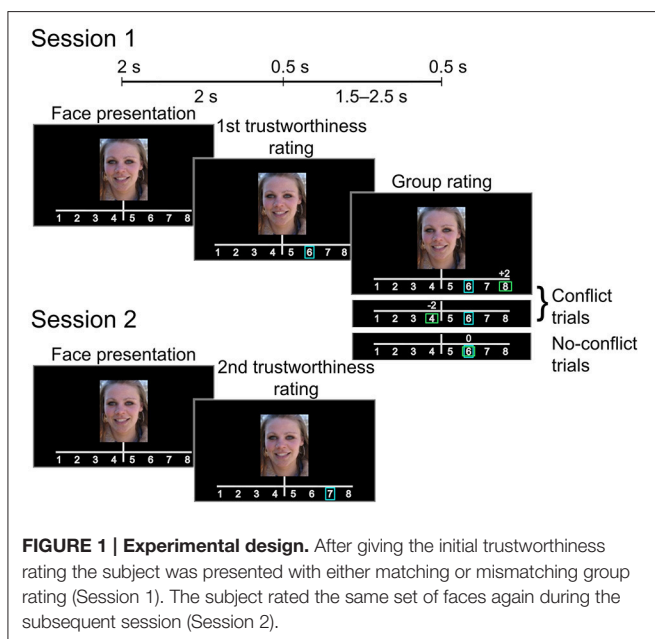 Session 1
2 s 0.5 s 0.5 s
2 s 1.5–2.5 s
Face presentation
1 2 3 4 5 6 7 8
1st trustworthiness
rating
1 2 3 4 5 6 7 8
Group rating
+2
1 2 3 4 5 6 7 8
-2
1 2 3 4 5 6 7 8
Conflict
trials
0
1 2 3 4 5 6 7 8
No-conflict
trials
Session 2
Face presentation
1 2 3 4 5 6 7 8
2nd trustworthiness
rating
1 2 3 4 5 6 7 8
FIGURE 1 | Experimental design. After giving the initial trustworthiness
rating the subject was presented with either matching or mismatching group
rating (Session 1). The subject rated the same set of faces again during the
subsequent session (Session 2).